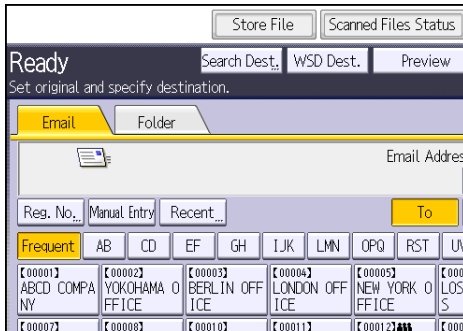 Store File Scanned Files Status
Ready Search Dest. WSD Dest. Preview
Set original and specify destination.
Email Folder
Email Addres
Reg. No. Manual Entry Recent To
Frequent AB CD EF GH IJK LMN OPQ RST UV
【00001】 【00002】 【00003】 【00004】 【00005】 【000
ABCD COMPA YOKOHAMA O BERLIN OFF LONDON OFF NEW YORK O LOS
NY FFICE ICE ICE FFICE S
【00007】 【00008】 【00010】 【00011】 【00012】 【000